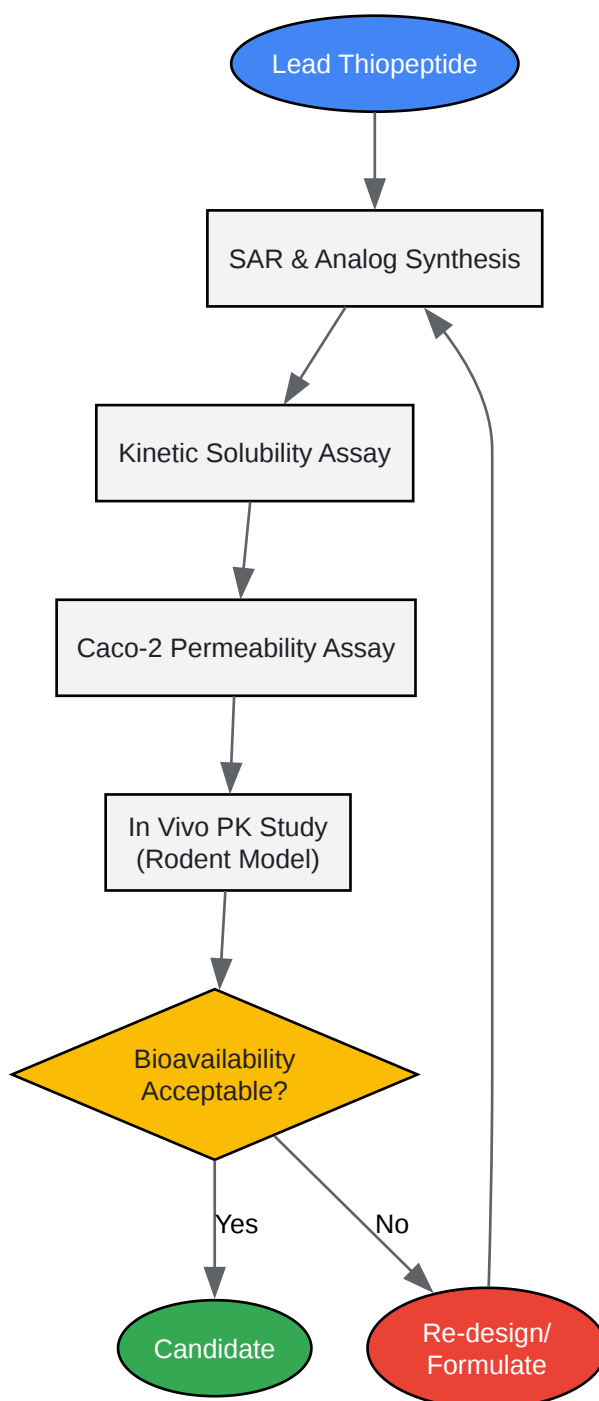 Lead Thiopeptide
SAR & Analog Synthesis
Kinetic Solubility Assay
Caco-2 Permeability Assay
In Vivo PK Study
(Rodent Model)
Bioavailability
Acceptable?
Yes
No
Candidate
Re-design/
Formulate